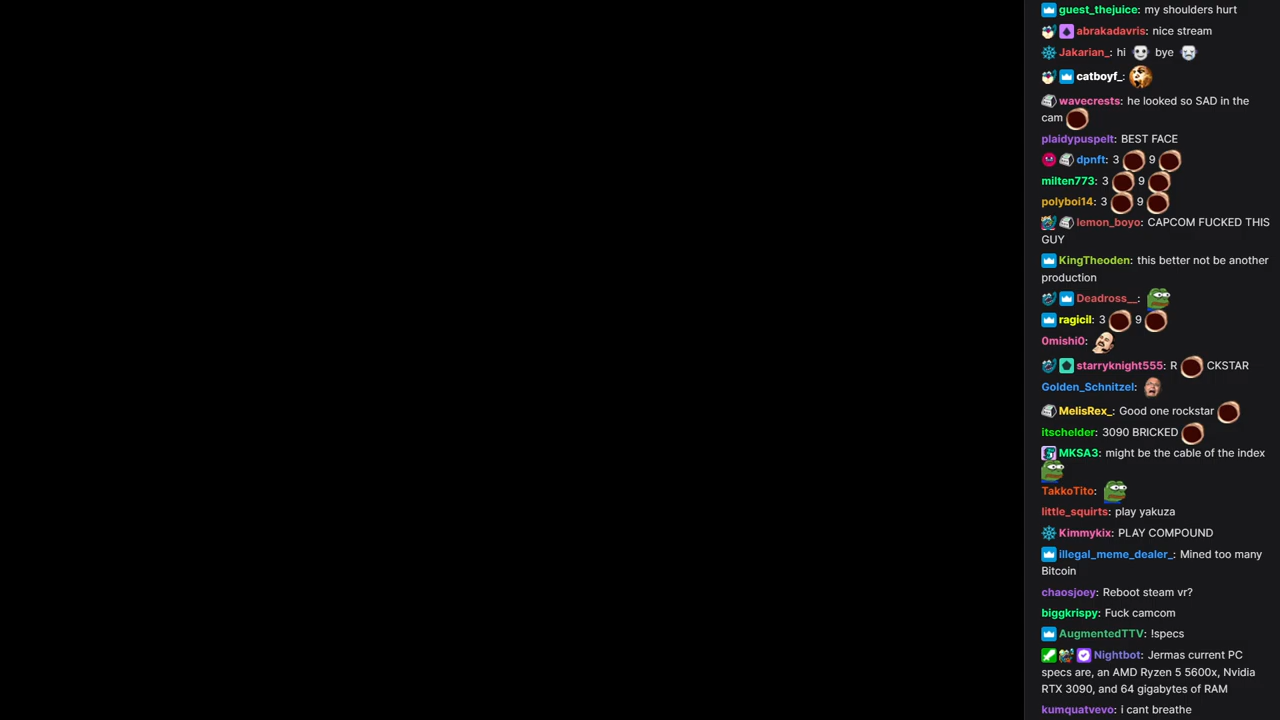 guest_thejuice: my shoulders hurt
abrakadavris: nice stream
Jakarian_: hi bye
catboyf_:
wavecrests: he looked so SAD in the
cam
plaidypuspelt: BEST FACE
dpnft: 3 9
milten773: 3 9
polyboi14: 3 9
lemon_boyo: CAPCOM FUCKED THIS
GUY
KingTheoden: this better not be another
production
Deadross__:
ragicil: 3 9
0mishi0:
starryknight555: R CKSTAR
Golden_Schnitzel:
MelisRex_: Good one rockstar
itschelder: 3090 BRICKED
MKSA3: might be the cable of the index
TakkoTito:
little_squirts: play yakuza
Kimmykix: PLAY COMPOUND
illegal_meme_dealer_: Mined too many
Bitcoin
chaosjoey: Reboot steam vr?
biggkrispy: Fuck camcom
AugmentedTTV: !specs
Nightbot: Jermas current PC
specs are, an AMD Ryzen 5 5600x, Nvidia
RTX 3090, and 64 gigabytes of RAM
kumquatvevo: i cant breathe